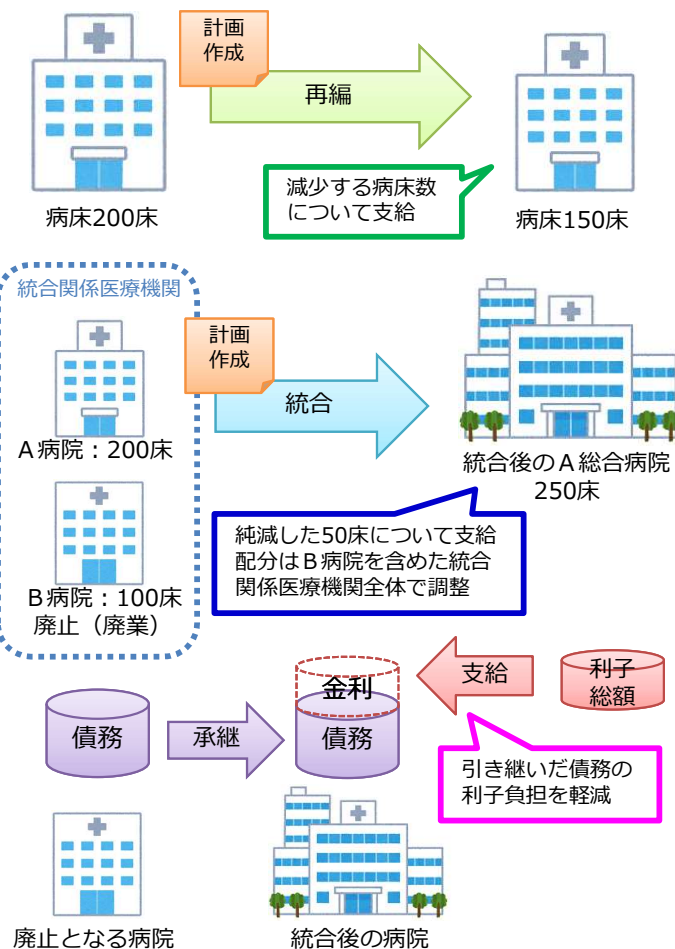 計画
作成
再編
減少する病床数
について支給
病床200床
病床150床
統合関係医療機関
計画
作成
統合
A病院：200床
統合後のA総合病院
250床
純減した50床について支給
配分はB病院を含めた統合
関係医療機関全体で調整
B病院：100床
廃止（廃業）
債務
承継
金利
債務
支給
利子
総額
引き継いだ債務の
利子負担を軽減
廃止となる病院
統合後の病院